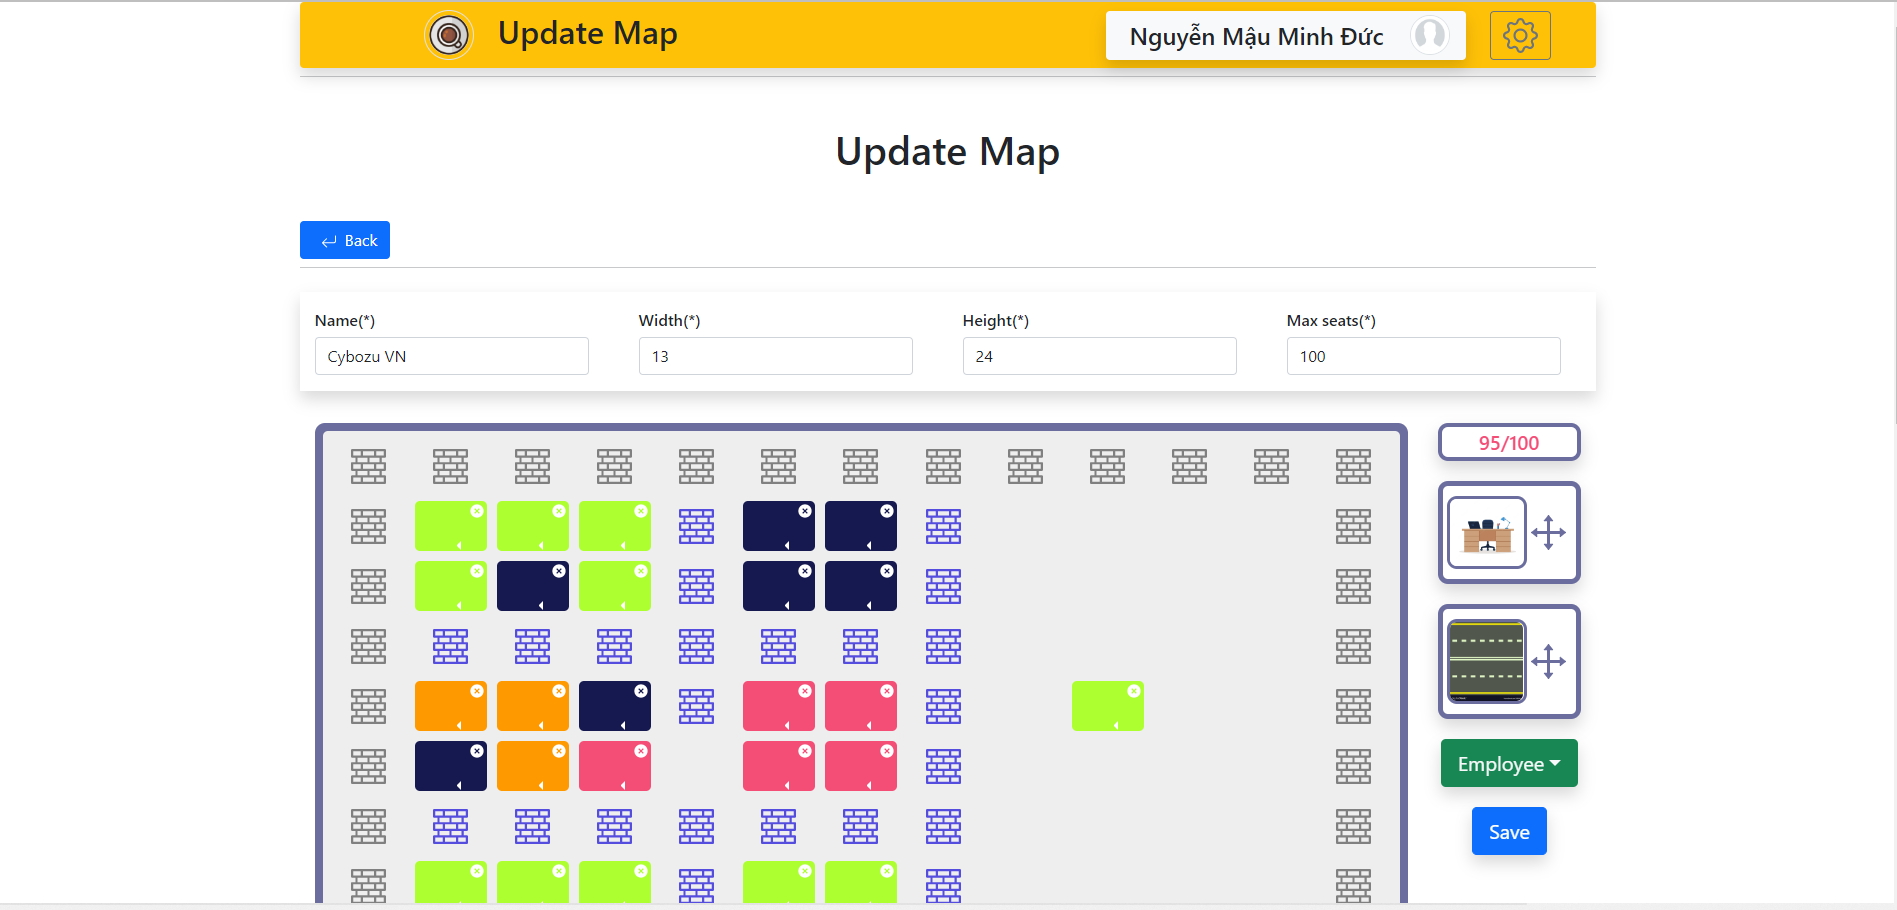 Update Map
Nguyễn Mậu Minh Đức
Update Map
Back
Name(*)
Width(*)
Height(*)
Max seats(*)
Cybozu VN
13
24
100
95/100
Employee
Save